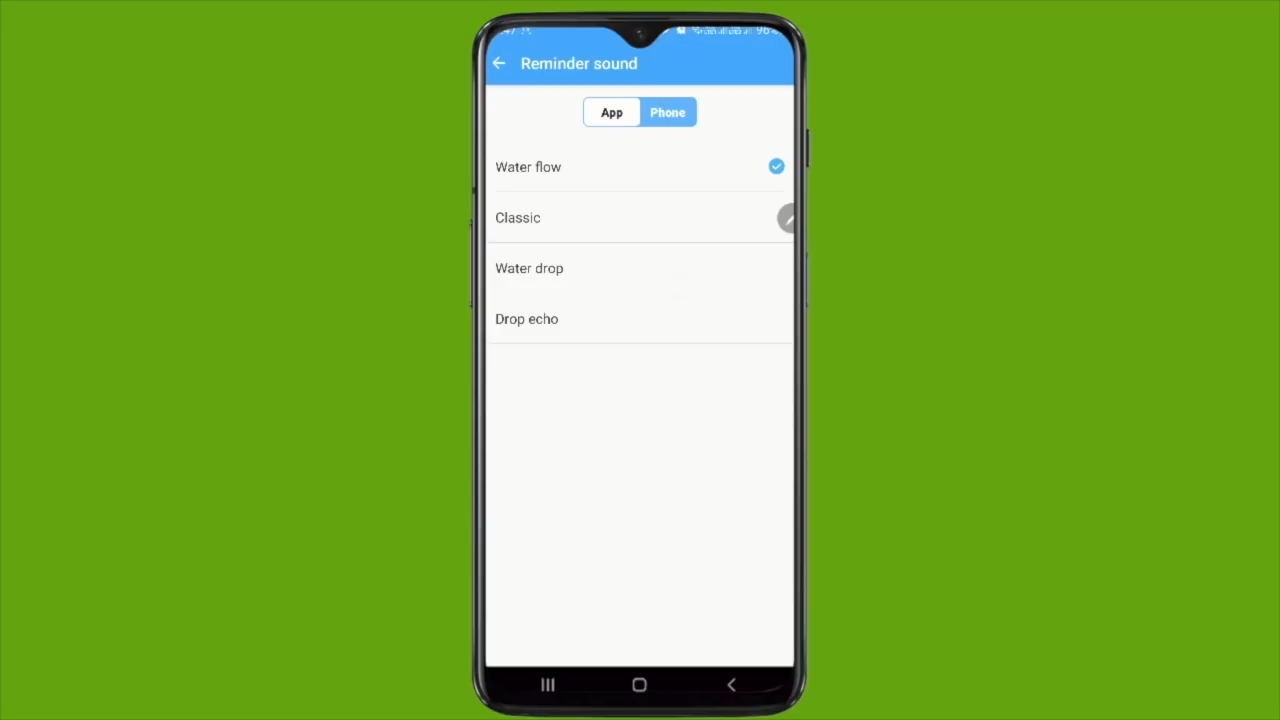 Reminder sound
App Phone
Water flow
Classic
Water drop
Drop echo